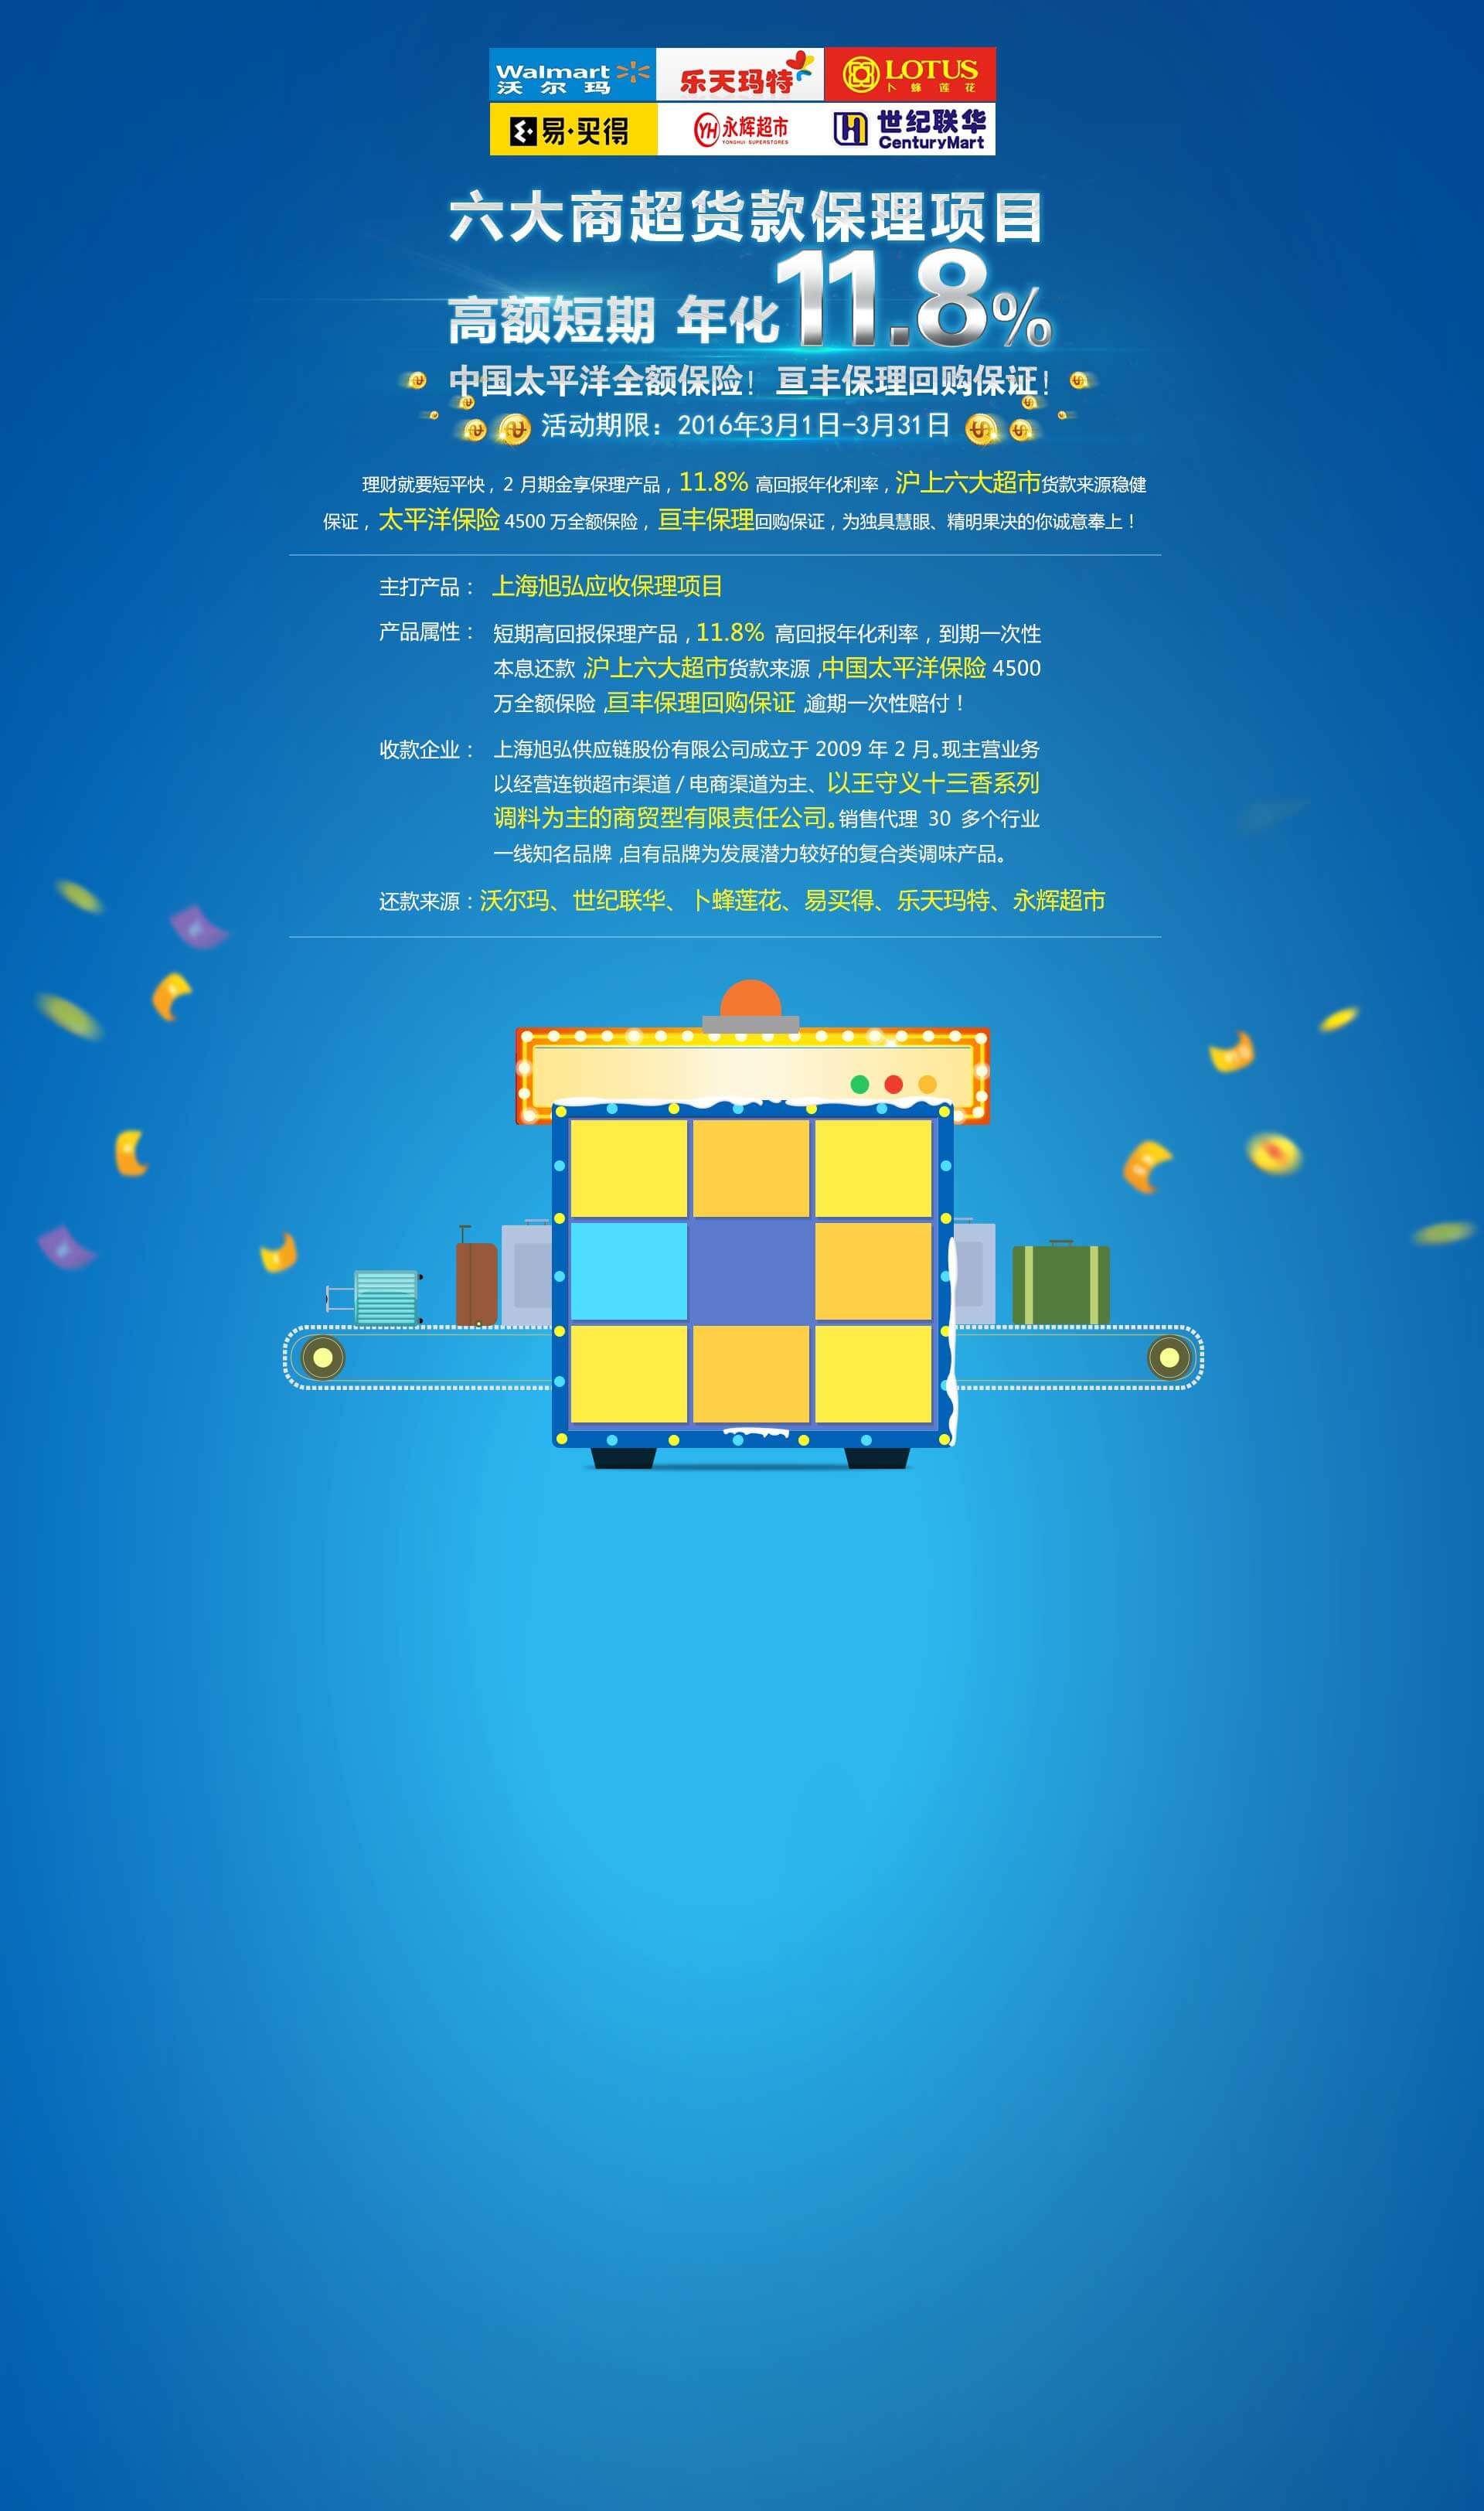 Walmart
沃尔玛
乐天玛特
LOTUS
卜蜂莲花
易·买得
YH 永辉超市
YONGHUI SUPERSTORES
世纪联华
CenturyMart
六大商超货款保理项目
高额短期 年化11.8%
中国太平洋全额保险！亘丰保理回购保证！
活动期限：2016年3月1日-3月31日
理财就要短平快，2 月期金享保理产品，11.8% 高回报年化利率，沪上六大超市货款来源稳健
保证，太平洋保险 4500 万全额保险，亘丰保理回购保证，为独具慧眼、精明果决的你诚意奉上！
主打产品： 上海旭弘应收保理项目
产品属性： 短期高回报保理产品，11.8% 高回报年化利率，到期一次性
本息还款，沪上六大超市货款来源，中国太平洋保险 4500
万全额保险，亘丰保理回购保证，逾期一次性赔付！
收款企业： 上海旭弘供应链股份有限公司成立于 2009 年 2 月。现主营业务
以经营连锁超市渠道 / 电商渠道为主、以王守义十三香系列
调料为主的商贸型有限责任公司。销售代理 30 多个行业
一线知名品牌，自有品牌为发展潜力较好的复合类调味产品。
还款来源：沃尔玛、世纪联华、卜蜂莲花、易买得、乐天玛特、永辉超市